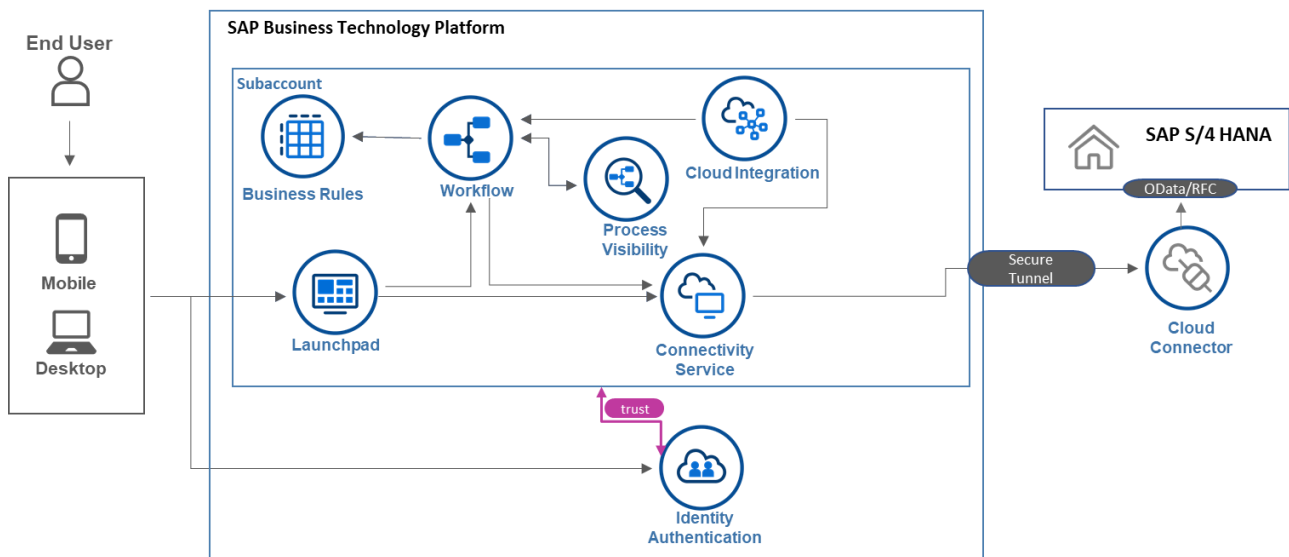 SAP Business Technology Platform
End User
Subaccount
Business Rules
Workflow
Cloud Integration
Process
Visibility
SAP S/4 HANA
OData/RFC
Mobile
Desktop
Launchpad
Connectivity
Service
Secure
Tunnel
Cloud
Connector
trust
Identity
Authentication